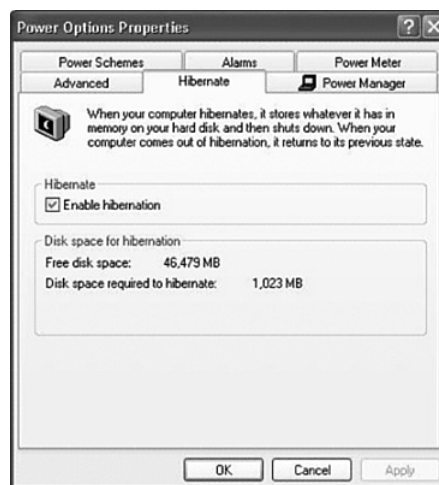 Power Options Properties
Power Schemes Alarms Power Meter
Advanced Hibernate Power Manager
When your computer hibernates, it stores whatever it has in
memory on your hard disk and then shuts down. When your
computer comes out of hibernation, it returns to its previous state.
Hibernate
Enable hibernation
Disk space for hibernation
Free disk space: 46,479 MB
Disk space required to hibernate: 1,023 MB
OK Cancel Apply